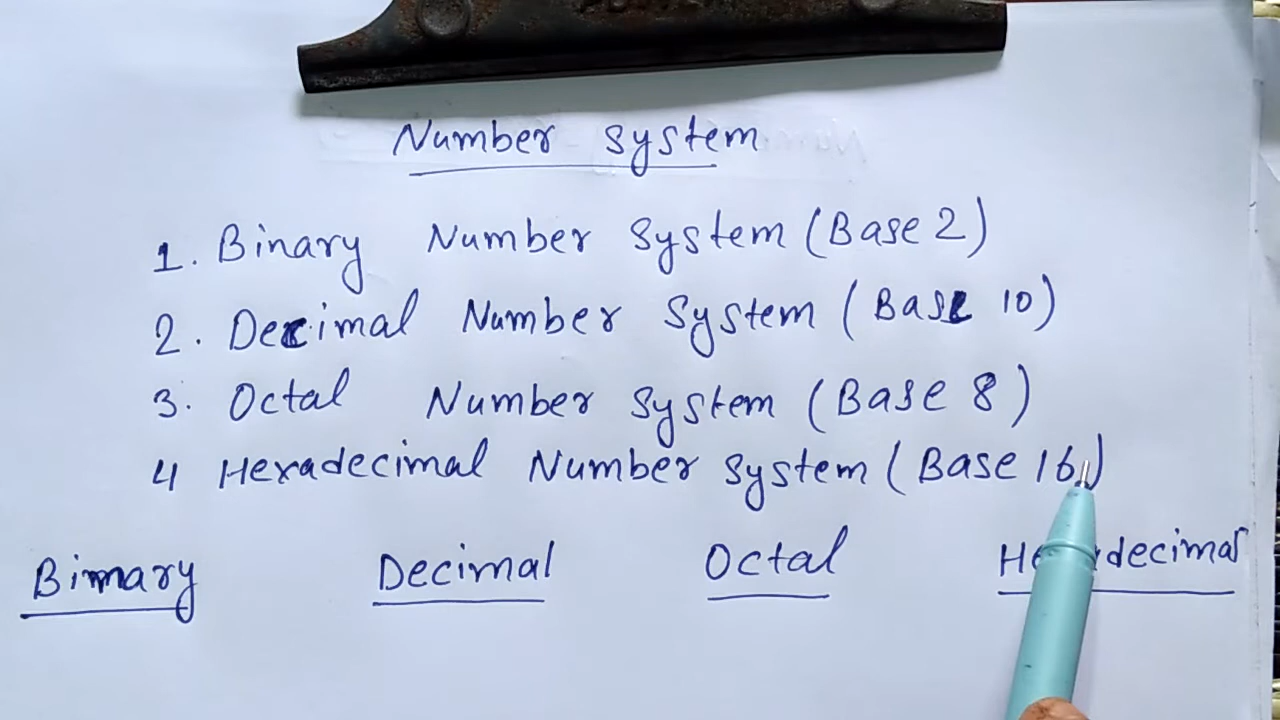 Number system
1. Binary Number System (Base 2)
2. Decimal Number System (Base 10)
3. Octal Number System (Base 8)
4 Hexadecimal Number System (Base 16)
Binary Decimal Octal Hexadecimal